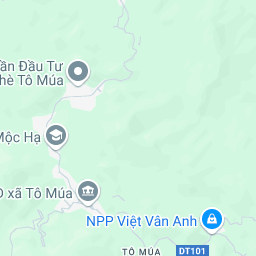 ần Đầu Tư
hè Tô Múa
Mộc Hạ
D xã Tô Múa
NPP Việt Vân Anh
TÔ MÚA
DT101